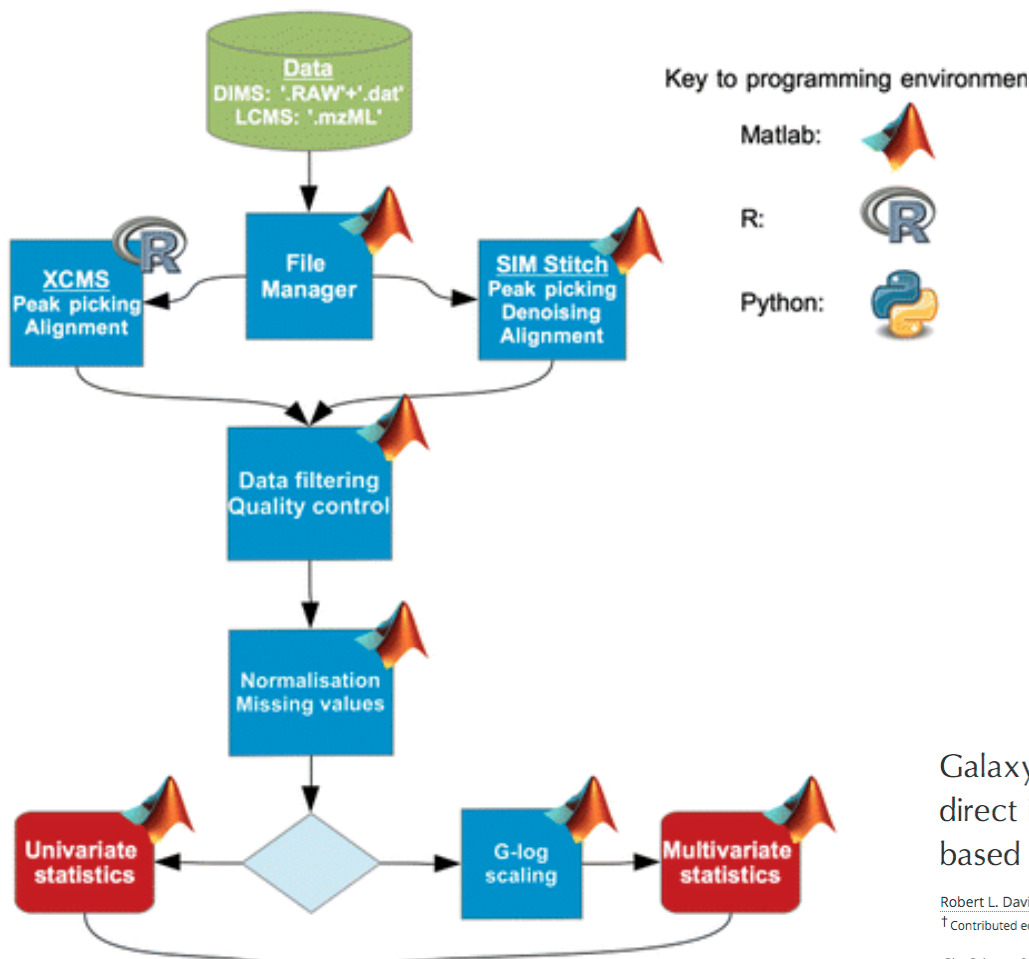 Data
DIMS: '.RAW'+'.dat'
LCMS: '.mzML'
Key to programming environmen
Matlab:
R:
Python:
XCMS
Peak picking
Alignment
File
Manager
SIM Stitch
Peak picking
Denoising
Alignment
Data filtering
Quality control
Normalisation
Missing values
Univariate
statistics
G-log
scaling
Multivariate
statistics
Galaxy
direct
based
Robert L. Davi
† Contributed e